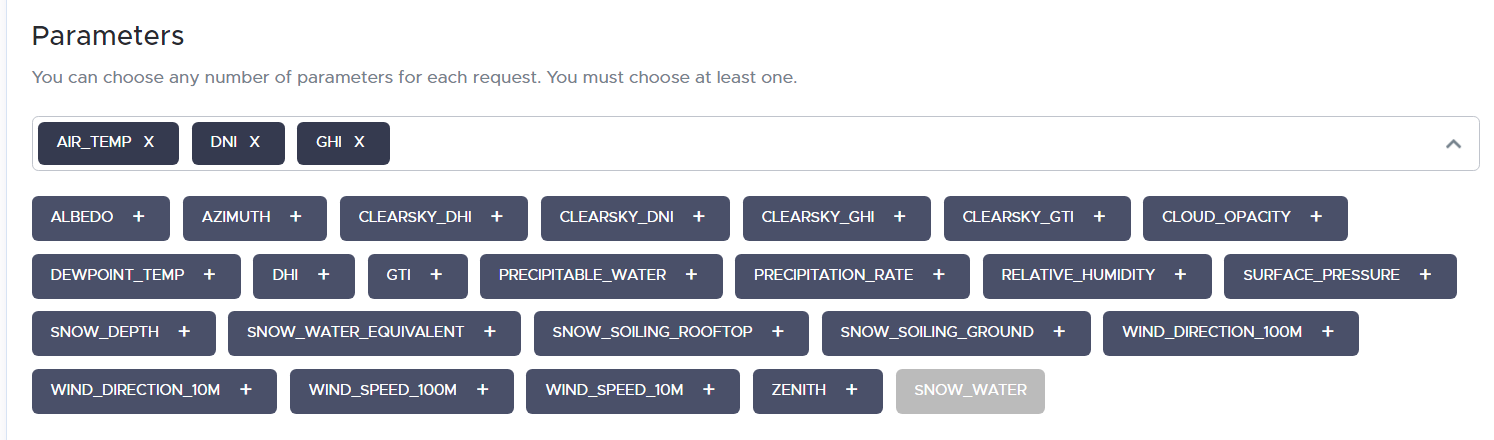 Parameters
You can choose any number of parameters for each request. You must choose at least one.
AIR_TEMP X DNI X GHI X
ALBEDO + AZIMUTH + CLEARSKY_DHI + CLEARSKY_DNI + CLEARSKY_GHI + CLEARSKY_GTI + CLOUD_OPACITY +
DEWPOINT_TEMP + DHI + GTI + PRECIPITABLE_WATER + PRECIPITATION_RATE + RELATIVE_HUMIDITY + SURFACE_PRESSURE +
SNOW_DEPTH + SNOW_WATER_EQUIVALENT + SNOW_SOILING_ROOFTOP + SNOW_SOILING_GROUND + WIND_DIRECTION_100M +
WIND_DIRECTION_10M + WIND_SPEED_100M + WIND_SPEED_10M + ZENITH + SNOW_WATER